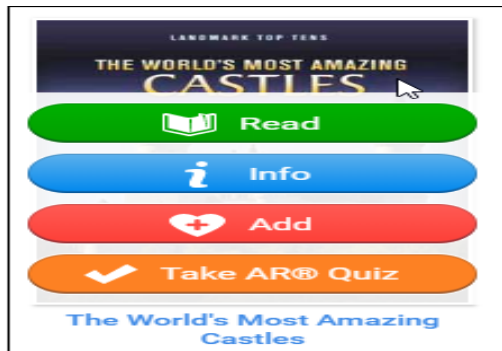 LANDMARK TOP TENS
THE WORLD'S MOST AMAZING
CASTLES
Read
Info
Add
Take AR® Quiz
The World's Most Amazing
Castles